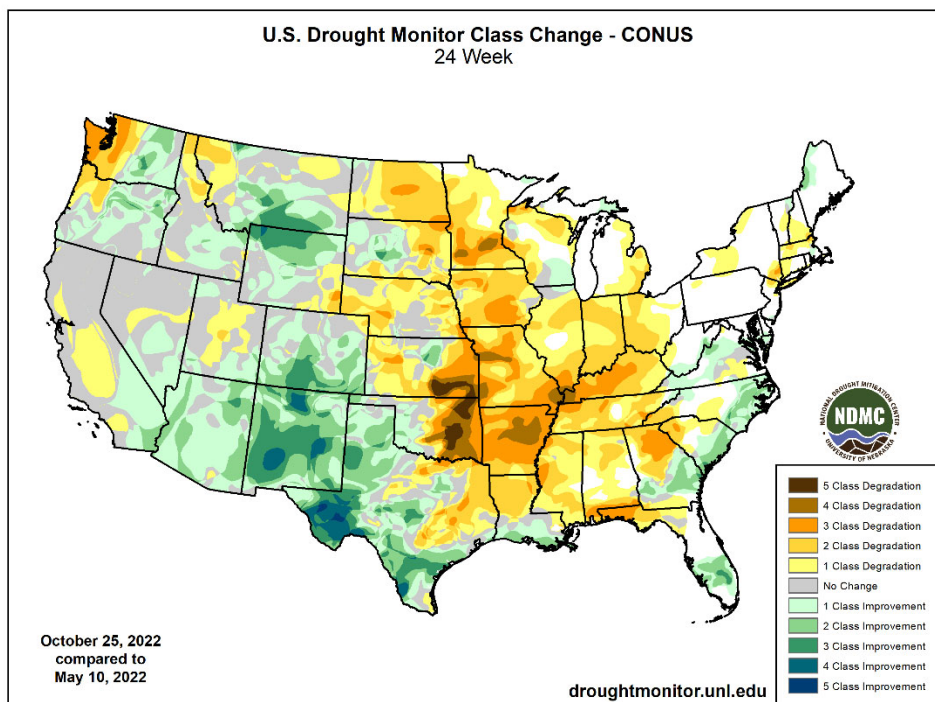 U.S. Drought Monitor Class Change - CONUS
24 Week
NATIONAL DROUGHT MITIGATION CENTER
NDMC
UNIVERSITY OF NEBRASKA
5 Class Degradation
4 Class Degradation
3 Class Degradation
2 Class Degradation
1 Class Degradation
No Change
1 Class Improvement
2 Class Improvement
3 Class Improvement
4 Class Improvement
5 Class Improvement
October 25, 2022
compared to
May 10, 2022
droughtmonitor.unl.edu